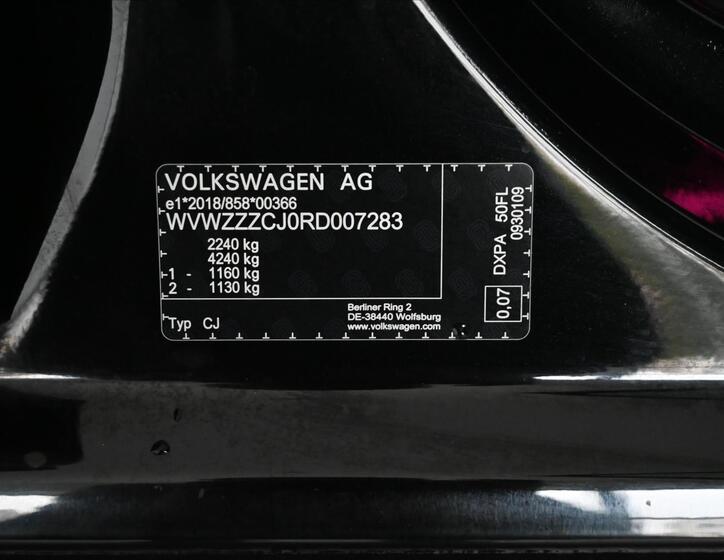 VOLKSWAGEN AG
e1*2018/858*00366
WVWZZZCJ0RD007283
2240 kg
4240 kg
1 - 1160 kg
2 - 1130 kg
Berliner Ring 2
DE-38440 Wolfsburg
www.volkswagen.com
Typ CJ
DXPA 50FL
0930109
0,07